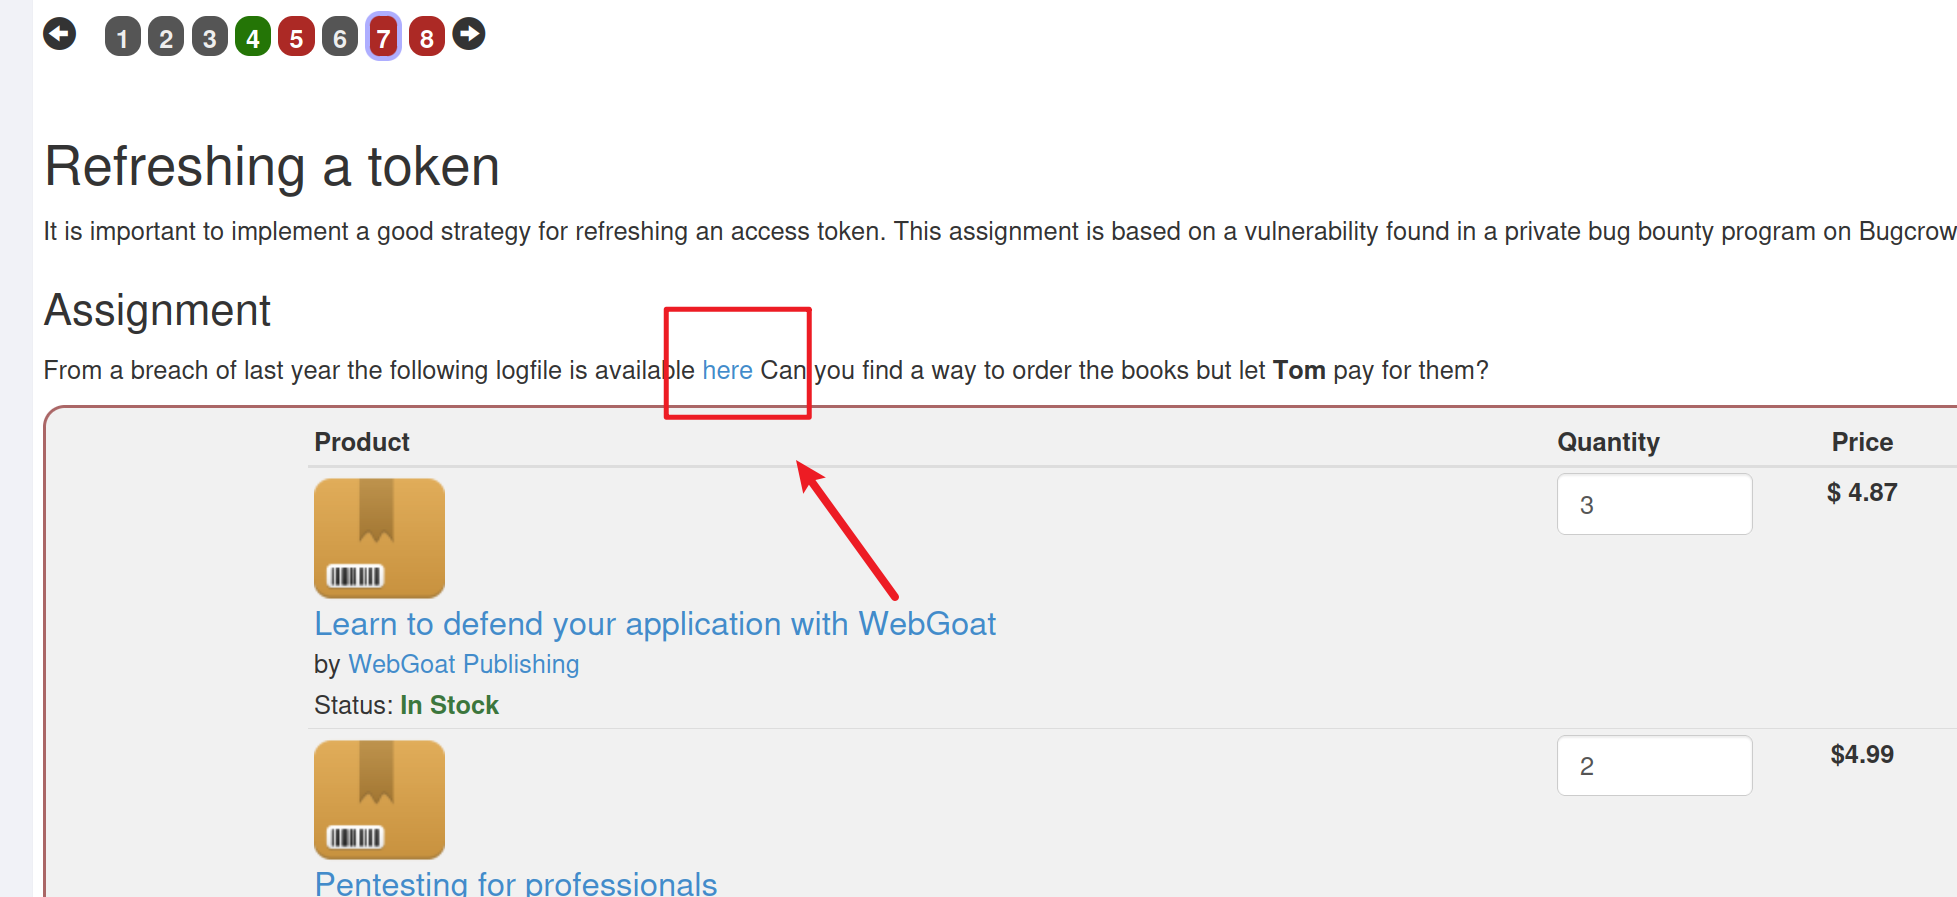 1 2 3 4 5 6 7 8
Refreshing a token
It is important to implement a good strategy for refreshing an access token. This assignment is based on a vulnerability found in a private bug bounty program on Bugcrow
Assignment
From a breach of last year the following logfile is available here Can you find a way to order the books but let Tom pay for them?
Product Quantity Price
3 $ 4.87
Learn to defend your application with WebGoat
by WebGoat Publishing
Status: In Stock
2 $4.99
Pentesting for professionals